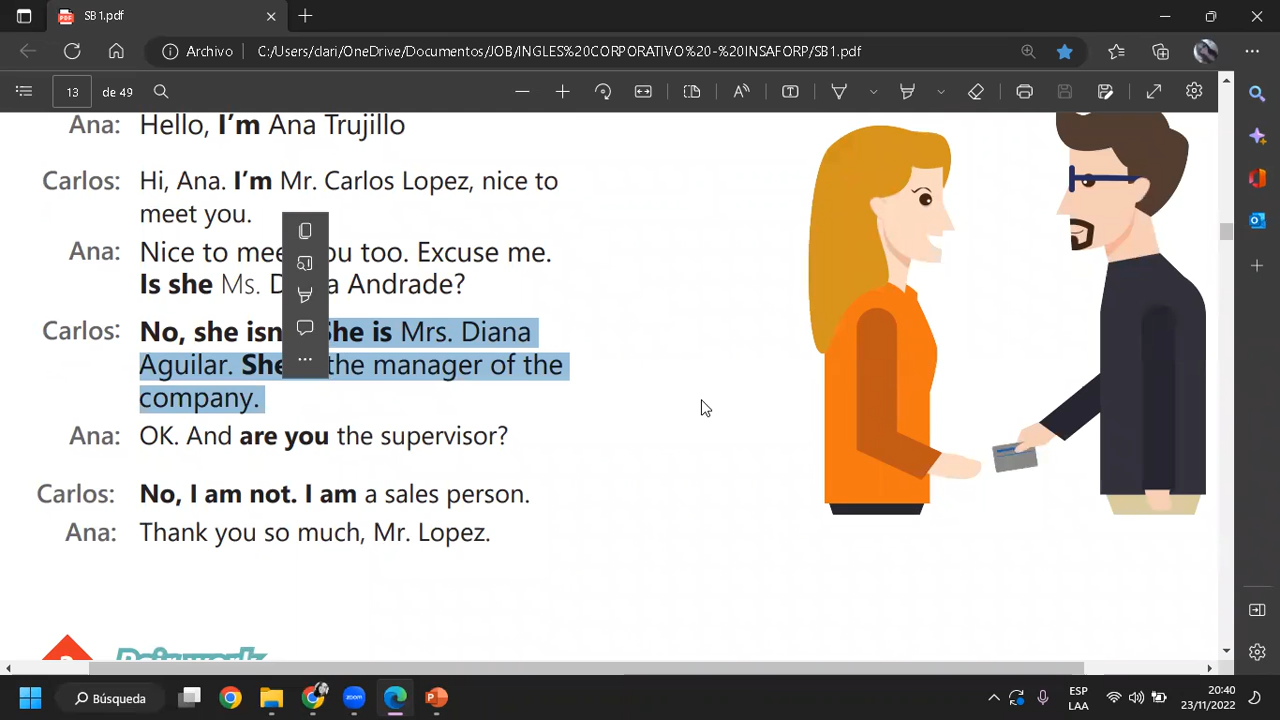 SB1.pdf
Archivo C:/Users/clari/OneDrive/Documentos/JOB/INGLES%20CORPORATIVO%20-%20INSAFORP/SB1.pdf
13 de 49
Ana: Hello, I'm Ana Trujillo
Carlos: Hi, Ana. I'm Mr. Carlos Lopez, nice to
meet you.
Ana: Nice to mee ou too. Excuse me.
Is she Ms. D a Andrade?
Carlos: No, she isn She is Mrs. Diana
Aguilar. She the manager of the
company.
Ana: OK. And are you the supervisor?
Carlos: No, I am not. I am a sales person.
Ana: Thank you so much, Mr. Lopez.
Pair work
Búsqueda
ESP
LAA
20:40
23/11/2022